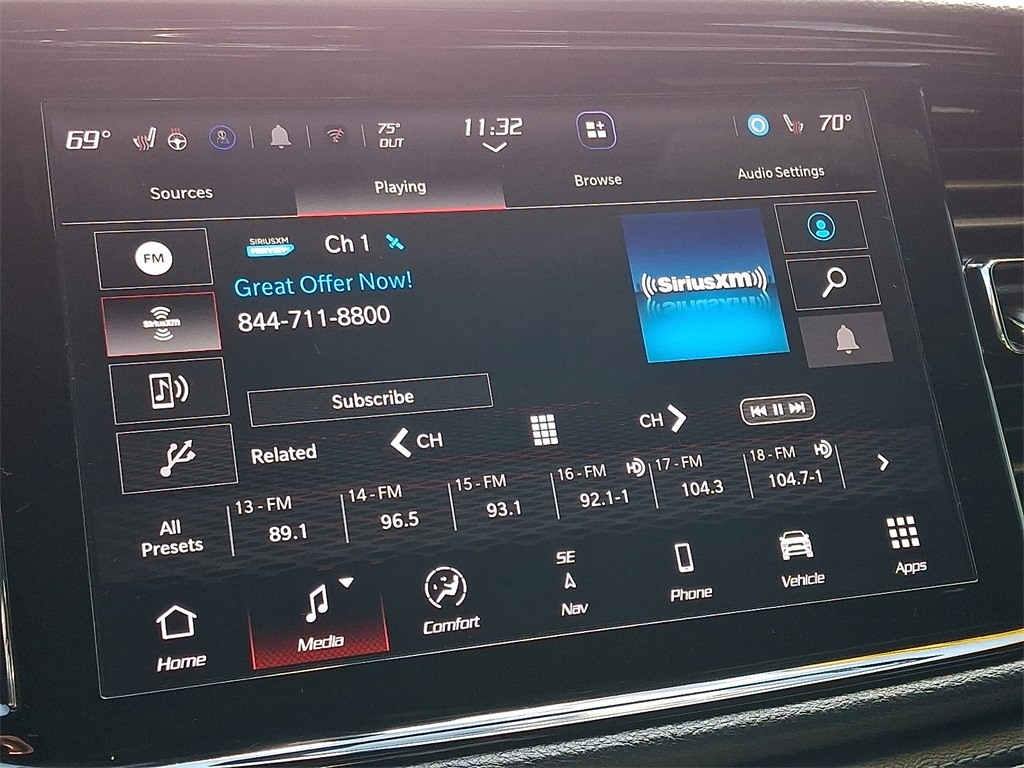 69°
75°
OUT
11:32
70°
Sources
Playing
Browse
Audio Settings
FM
SIRIUSXM
Ch 1
Great Offer Now!
844-711-8800
SiriusXM
SiriusXM
Subscribe
Related
CH
CH
All
Presets
13 - FM
89.1
14 - FM
96.5
15 - FM
93.1
16 - FM
92.1-1
17 - FM
104.3
18 - FM
104.7-1
HD
HD
Home
Media
Comfort
SE
Nav
Phone
Vehicle
Apps